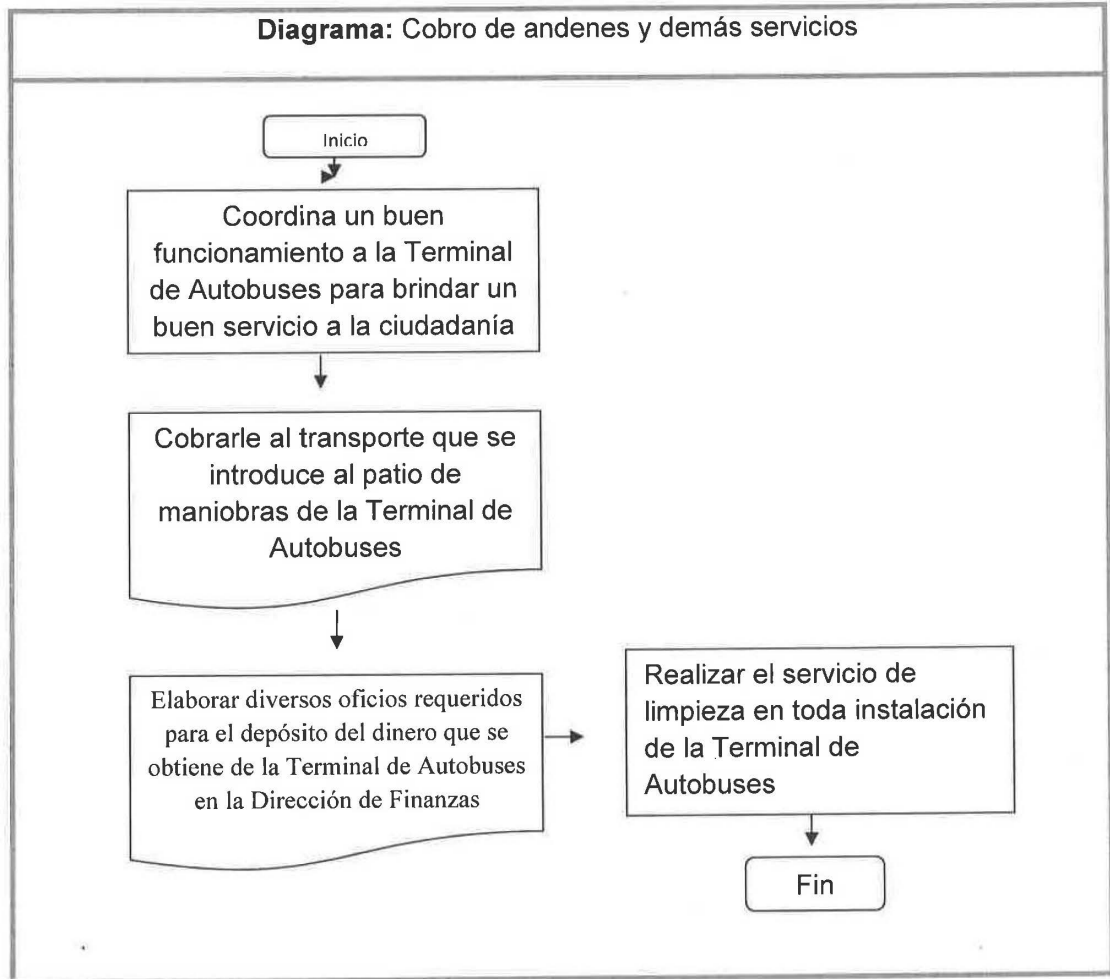 Diagrama: Cobro de andenes y demás servicios
Inicio
Coordina un buen
funcionamiento a la Terminal
de Autobuses para brindar un
buen servicio a la ciudadanía
Cobrarle al transporte que se
introduce al patio de
maniobras de la Terminal de
Autobuses
Elaborar diversos oficios requeridos
para el depósito del dinero que se
obtiene de la Terminal de Autobuses
en la Dirección de Finanzas
Realizar el servicio de
limpieza en toda instalación
de la Terminal de
Autobuses
Fin